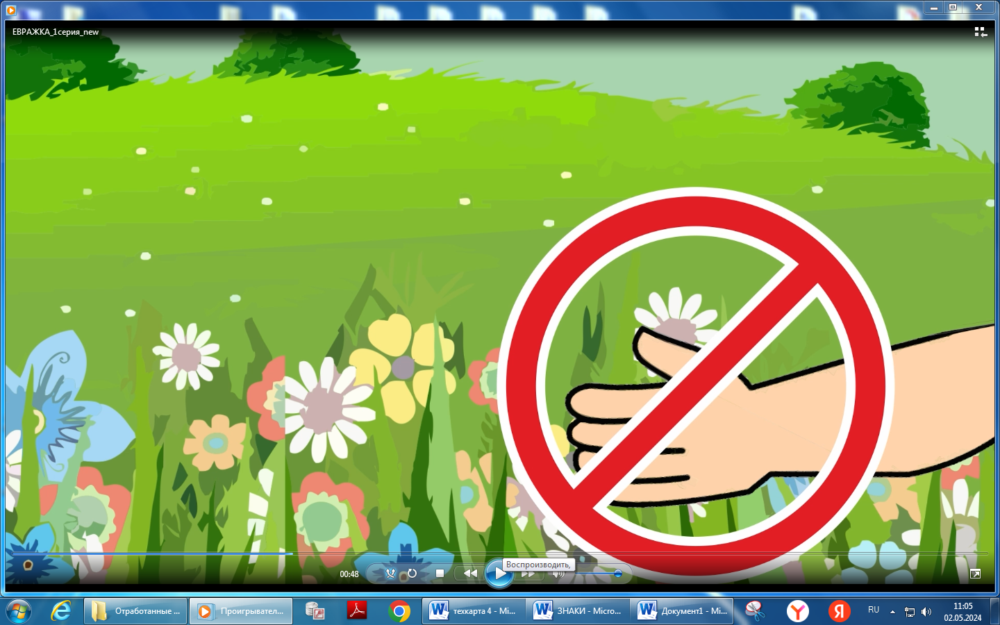 ЕВРАЖКА_1серия_new
00:48
Воспроизводить,
Отработанные ...
Проигрывател...
техкарта 4 - Mi...
ЗНАКИ - Micro...
Документ1 - Mi...
RU
11:05
02.05.2024